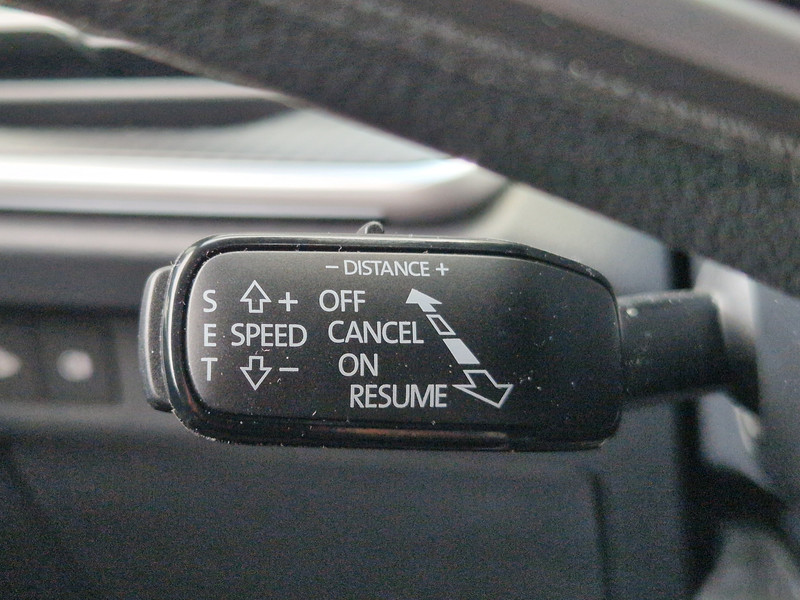 − DISTANCE +
S + OFF
E SPEED CANCEL
T − ON
RESUME